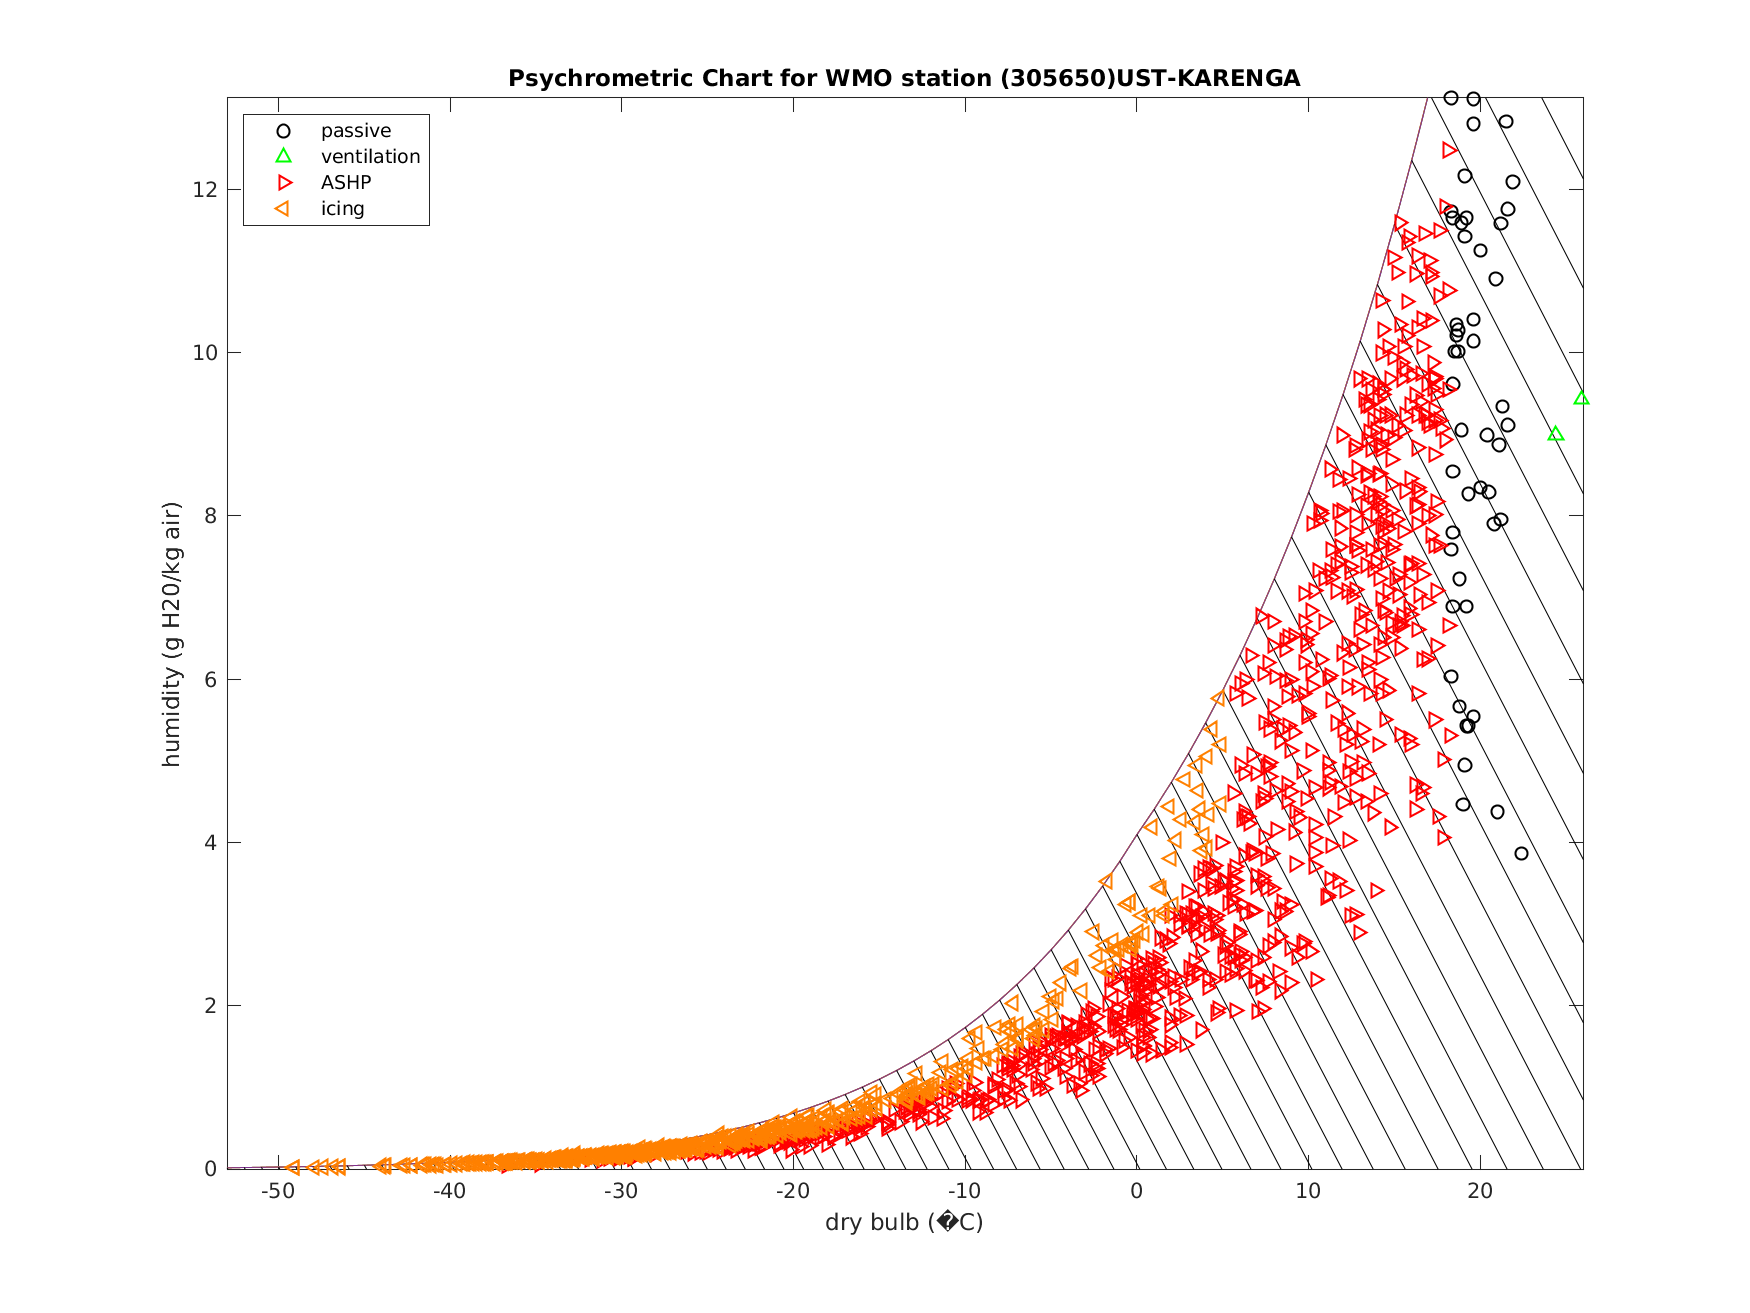 Psychrometric Chart for WMO station (305650)UST-KARENGA
passive
ventilation
ASHP
icing
humidity (g H20/kg air)
12
10
8
6
4
2
0
-50 -40 -30 -20 -10 0 10 20
dry bulb (�C)